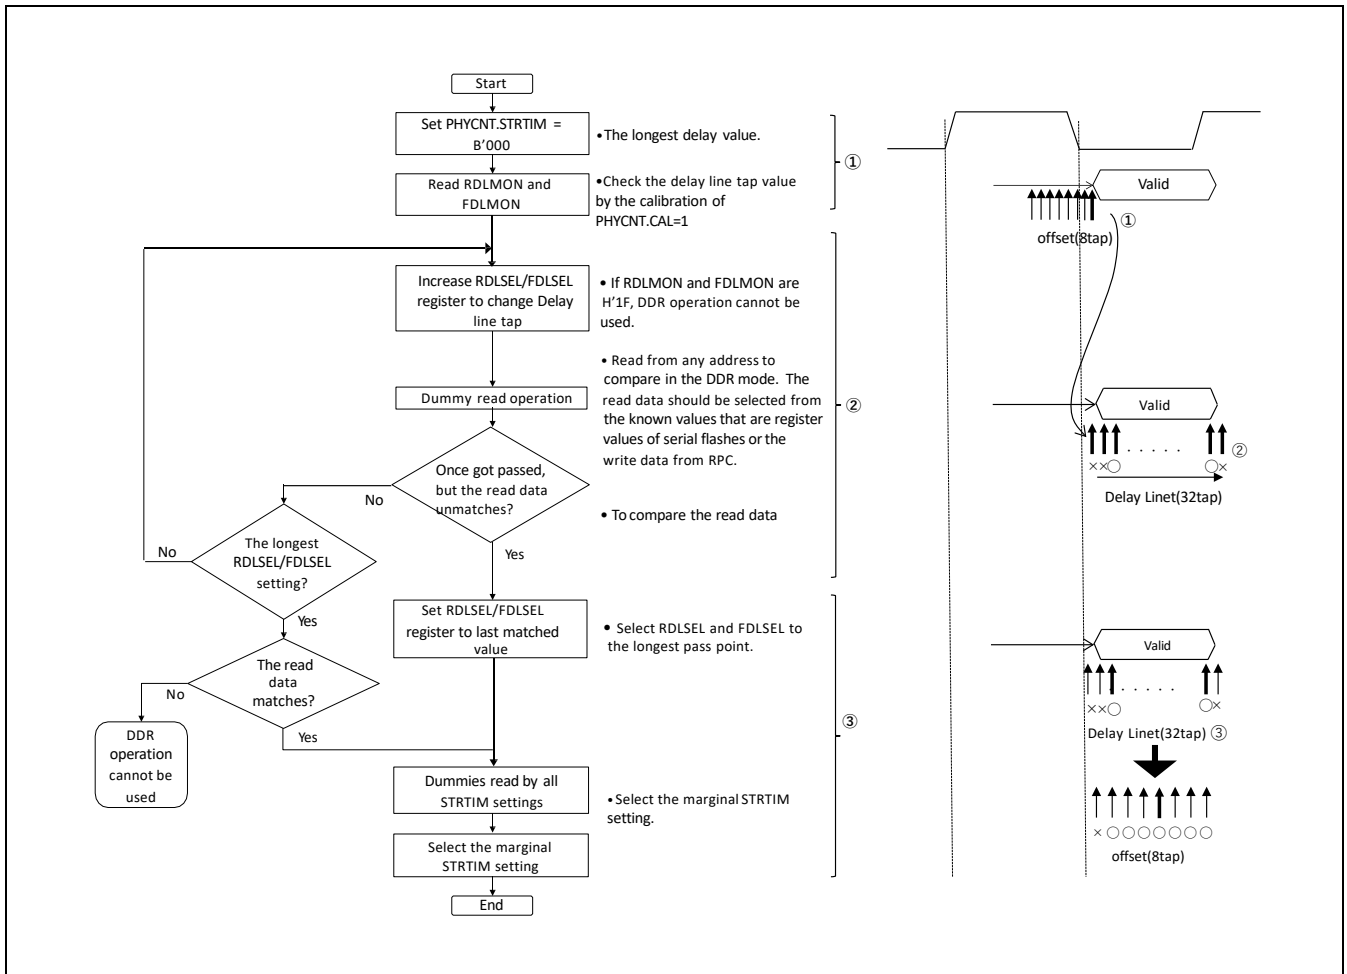 Start
Set PHYCNT.STRTIM =
B'000
•The longest delay value.
①
Read RDLMON and
FDLMON
•Check the delay line tap value
by the calibration of
PHYCNT.CAL=1
Increase RDLSEL/FDLSEL
register to change Delay
line tap
• If RDLMON and FDLMON are
H'1F, DDR operation cannot be
used.
Dummy read operation
• Read from any address to
compare in the DDR mode. The
read data should be selected from
the known values that are register
values of serial flashes or the
write data from RPC.
②
Once got passed,
but the read data
unmatches?
No
Yes
• To compare the read data
The longest
RDLSEL/FDLSEL
setting?
No
Yes
Set RDLSEL/FDLSEL
register to last matched
value
• Select RDLSEL and FDLSEL to
the longest pass point.
The read
data
matches?
No
Yes
DDR
operation
cannot be
used
③
Dummies read by all
STRTIM settings
•Select the marginal STRTIM
setting.
Select the marginal
STRTIM setting
End
Valid
①
offset(8tap)
Valid
. . . . .
②
××○ ○×
Delay Linet(32tap)
Valid
. . . . . .
××○ ○×
Delay Linet(32tap) ③
×○○○○○○○
offset(8tap)